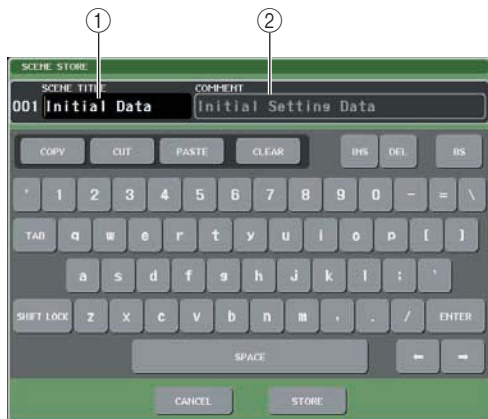 ① ②
SCENE STORE
SCENE TITLE COMMENT
001 Initial Data Initial Setting Data
COPY CUT PASTE CLEAR INS DEL BS
' 1 2 3 4 5 6 7 8 9 0 - = \
TAB q w e r t y u i o p [ ]
a s d f g h j k l ; '
SHIFT LOCK z x c v b n m , . / ENTER
SPACE ← →
CANCEL STORE